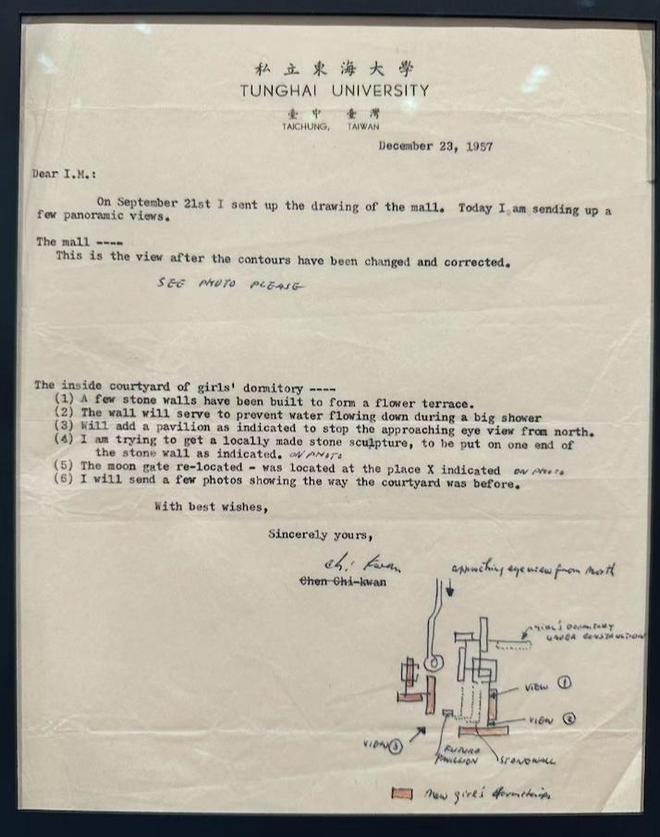 私立東海大學
TUNGHAI UNIVERSITY
臺中 臺灣
TAICHUNG, TAIWAN
December 23, 1957
Dear I.M.:
On September 21st I sent up the drawing of the mall. Today I am sending up a
few panoramic views.
The mall ----
This is the view after the contours have been changed and corrected.
SEE PHOTO PLEASE
The inside courtyard of girls' dormitory ----
(1) A few stone walls have been built to form a flower terrace.
(2) The wall will serve to prevent water flowing down during a big shower
(3) Will add a pavilion as indicated to stop the approaching eye view from north.
(4) I am trying to get a locally made stone sculpture, to be put on one end of
the stone wall as indicated. ON PHOTO
(5) The moon gate re-located - was located at the place X indicated ON PHOTO
(6) I will send a few photos showing the way the courtyard was before.
With best wishes,
Sincerely yours,
Chi Kwan
Chen Chi-kwan
approaching eye view from North
GIRL'S DORMITORY
UNDER CONSTRUCTION
VIEW 1
VIEW 2
VIEW 3
FUTURE
PAVILLION
STONEWALL
New girl's dormitories